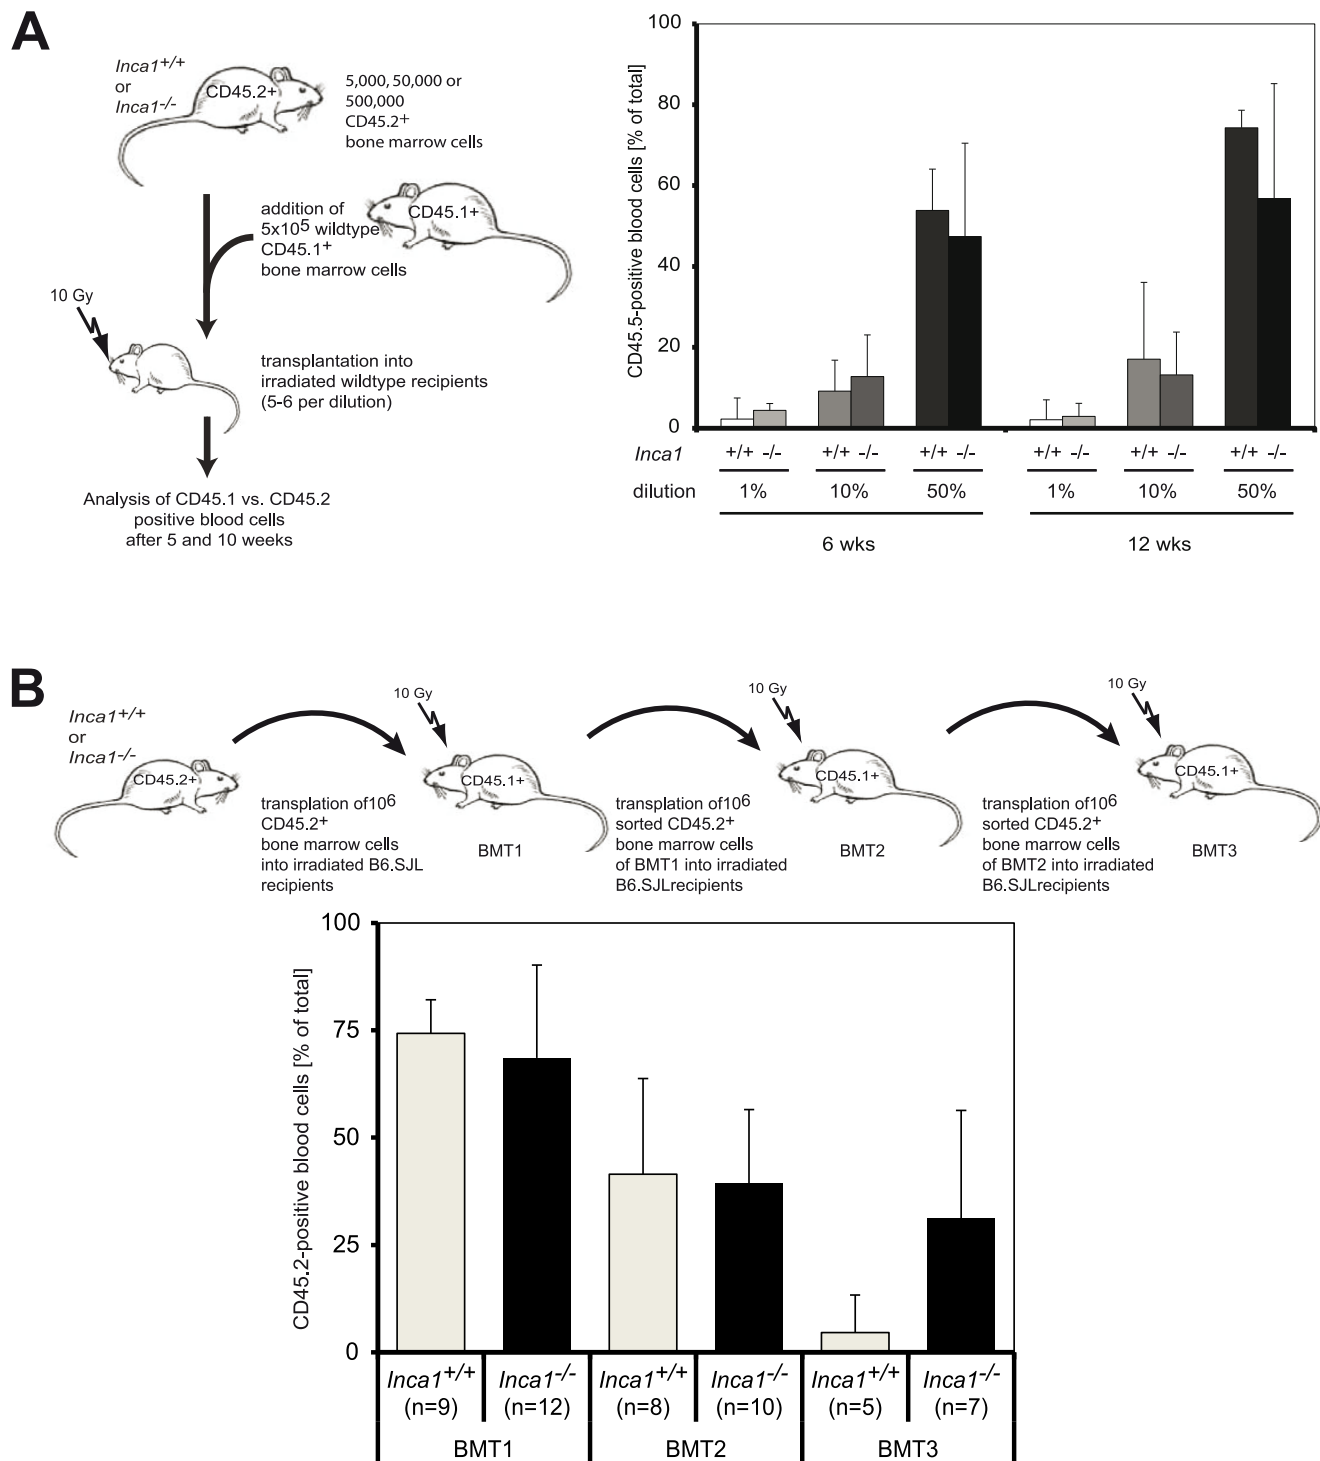 A
Inca1+/+
or
Inca1-/-
CD45.2+
5,000, 50,000 or
500,000
CD45.2+
bone marrow cells
addition of
5x10⁵ wildtype
CD45.1+
bone marrow cells
CD45.1+
10 Gy
transplantation into
irradiated wildtype recipients
(5-6 per dilution)
Analysis of CD45.1 vs. CD45.2
positive blood cells
after 5 and 10 weeks
CD45.5-positive blood cells [% of total]
100
80
60
40
20
0
Inca1 +/+ -/- +/+ -/- +/+ -/- +/+ -/- +/+ -/- +/+ -/-
dilution 1% 10% 50% 1% 10% 50%
6 wks 12 wks
B
Inca1+/+
or
Inca1-/-
CD45.2+
transplation of10⁶
CD45.2+
bone marrow cells
into irradiated B6.SJL
recipients
10 Gy
CD45.1+
BMT1
transplation of10⁶
sorted CD45.2+
bone marrow cells
of BMT1 into irradiated
B6.SJLrecipients
10 Gy
CD45.1+
BMT2
transplation of10⁶
sorted CD45.2+
bone marrow cells
of BMT2 into irradiated
B6.SJLrecipients
10 Gy
CD45.1+
BMT3
CD45.2-positive blood cells [% of total]
100
75
50
25
0
Inca1+/+ Inca1-/- Inca1+/+ Inca1-/- Inca1+/+ Inca1-/-
(n=9) (n=12) (n=8) (n=10) (n=5) (n=7)
BMT1 BMT2 BMT3